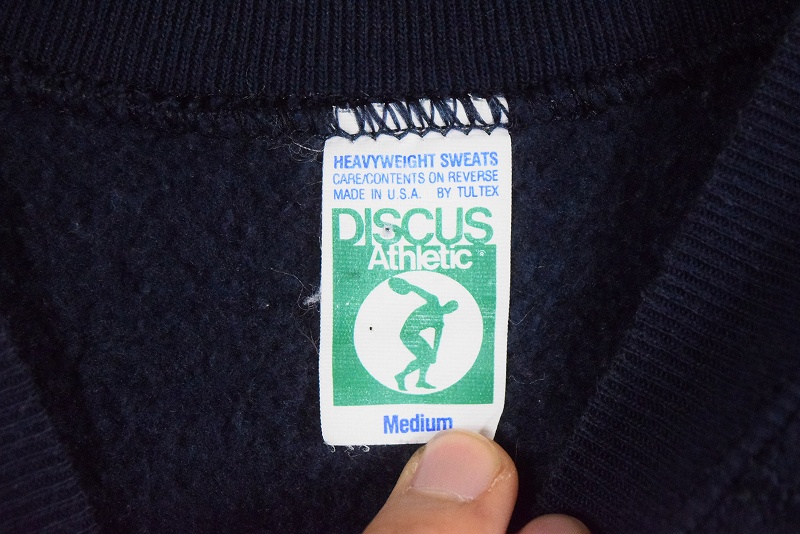 HEAVYWEIGHT SWEATS
CARE/CONTENTS ON REVERSE
MADE IN U.S.A. BY TULTEX
DISCUS
Athletic
Medium